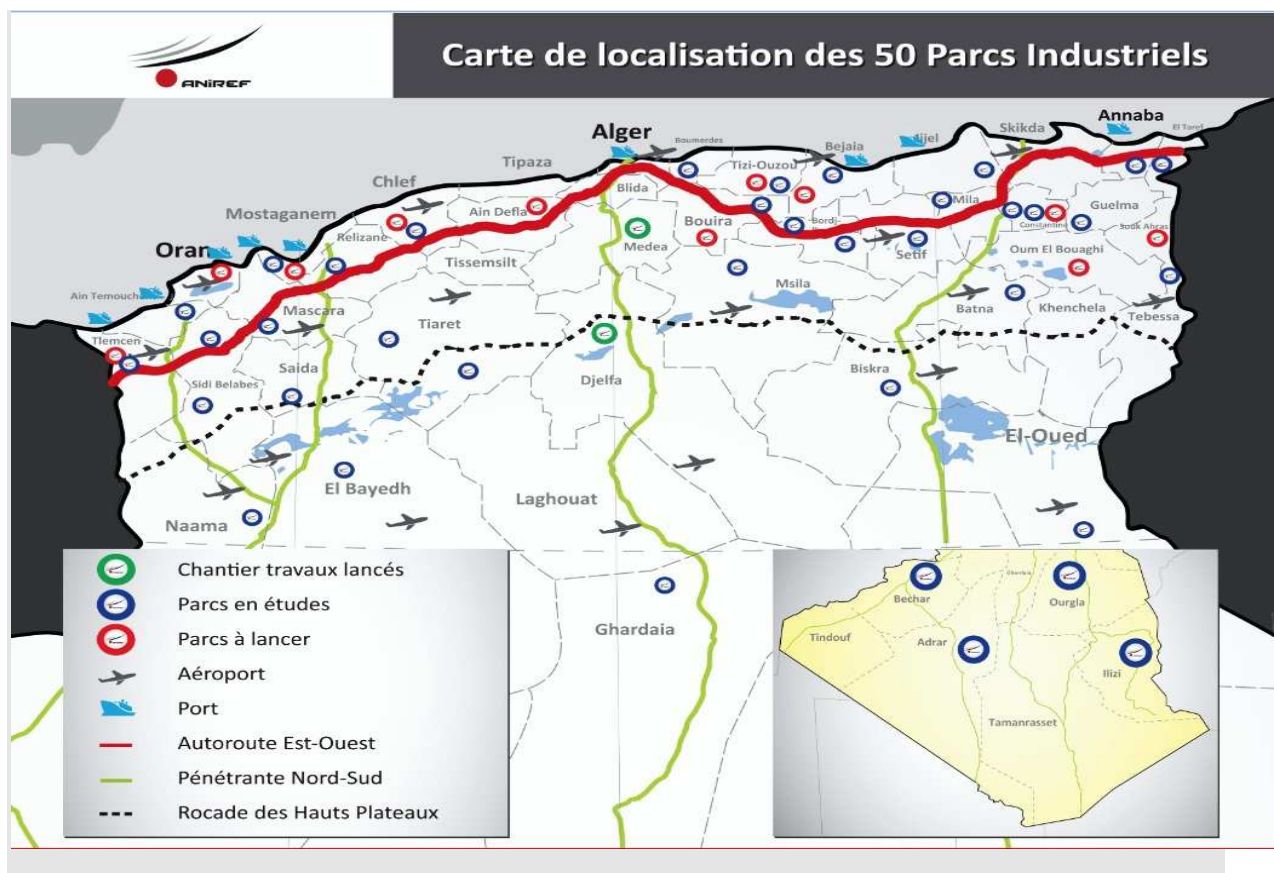 ANIREF
Carte de localisation des 50 Parcs Industriels
Annaba
El Taref
Skikda
Alger
Boumerdes
Bejaia
Jijel
Tipaza
Tizi-Ouzou
Chlef
Blida
Mila
Guelma
Ain Defla
Mostaganem
Bouira
Bordj-
Constantine
Souk Ahras
Relizane
Medea
Setif
Oum El Bouaghi
Oran
Tissemsilt
Msila
Ain Temouchent
Mascara
Batna
Khenchela
Tebessa
Tiaret
Tlemcen
Saida
Biskra
Sidi Belabes
Djelfa
El-Oued
El Bayedh
Laghouat
Naama
Ghardaia
Chantier travaux lancés
Parcs en études
Parcs à lancer
Aéroport
Port
Autoroute Est-Ouest
Pénétrante Nord-Sud
Rocade des Hauts Plateaux
Ghardaia
Bechar
Ourgla
Tindouf
Adrar
Ilizi
Tamanrasset